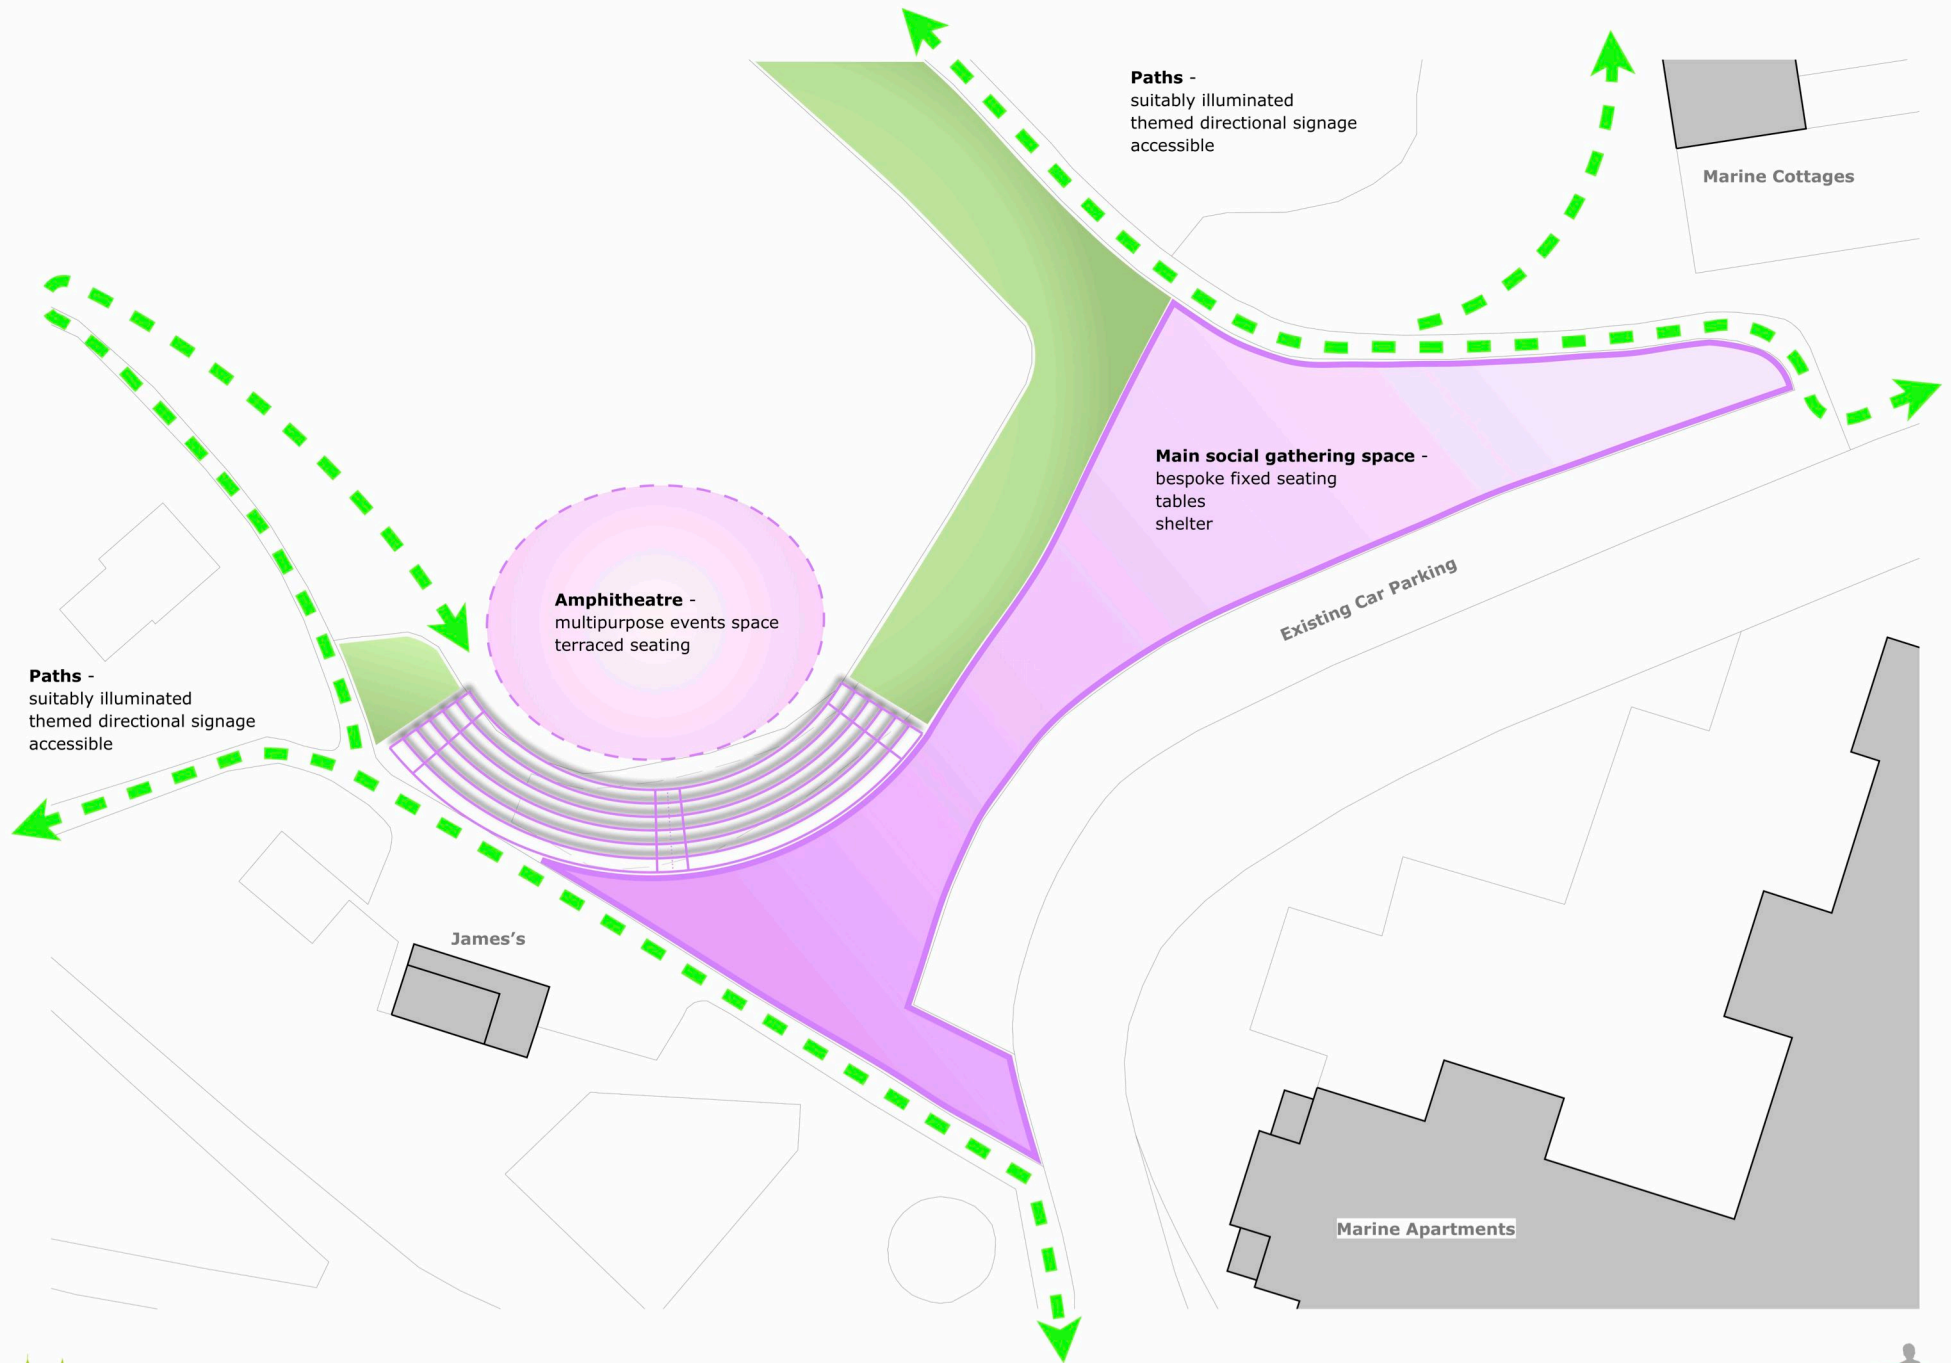 Paths -
suitably illuminated
themed directional signage
accessible
Marine Cottages
Main social gathering space -
bespoke fixed seating
tables
shelter
Existing Car Parking
Amphitheatre -
multipurpose events space
terraced seating
Paths -
suitably illuminated
themed directional signage
accessible
James’s
Marine Apartments